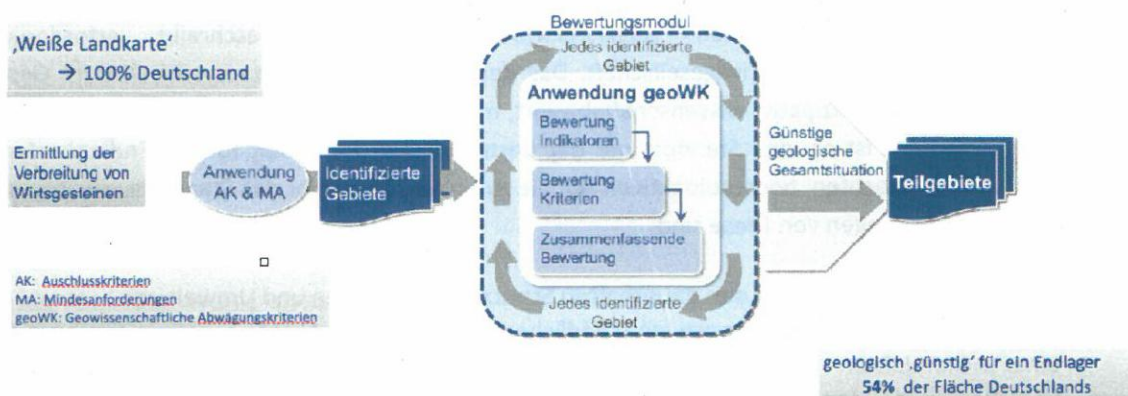 ‚Weiße Landkarte‘
→ 100% Deutschland
Ermittlung der
Verbreitung von
Wirtsgesteinen
Anwendung
AK & MA
Identifizierte
Gebiete
Bewertungsmodul
Jedes identifizierte
Gebiet
Anwendung geoWK
Bewertung
Indikatoren
Bewertung
Kriterien
Zusammenfassende
Bewertung
Jedes identifizierte
Gebiet
Günstige
geologische
Gesamtsituation
Teilgebiete
AK: Auschlusskriterien
MA: Mindesanforderungen
geoWK: Geowissenschaftliche Abwägungskriterien
geologisch ‚günstig‘ für ein Endlager
54% der Fläche Deutschlands